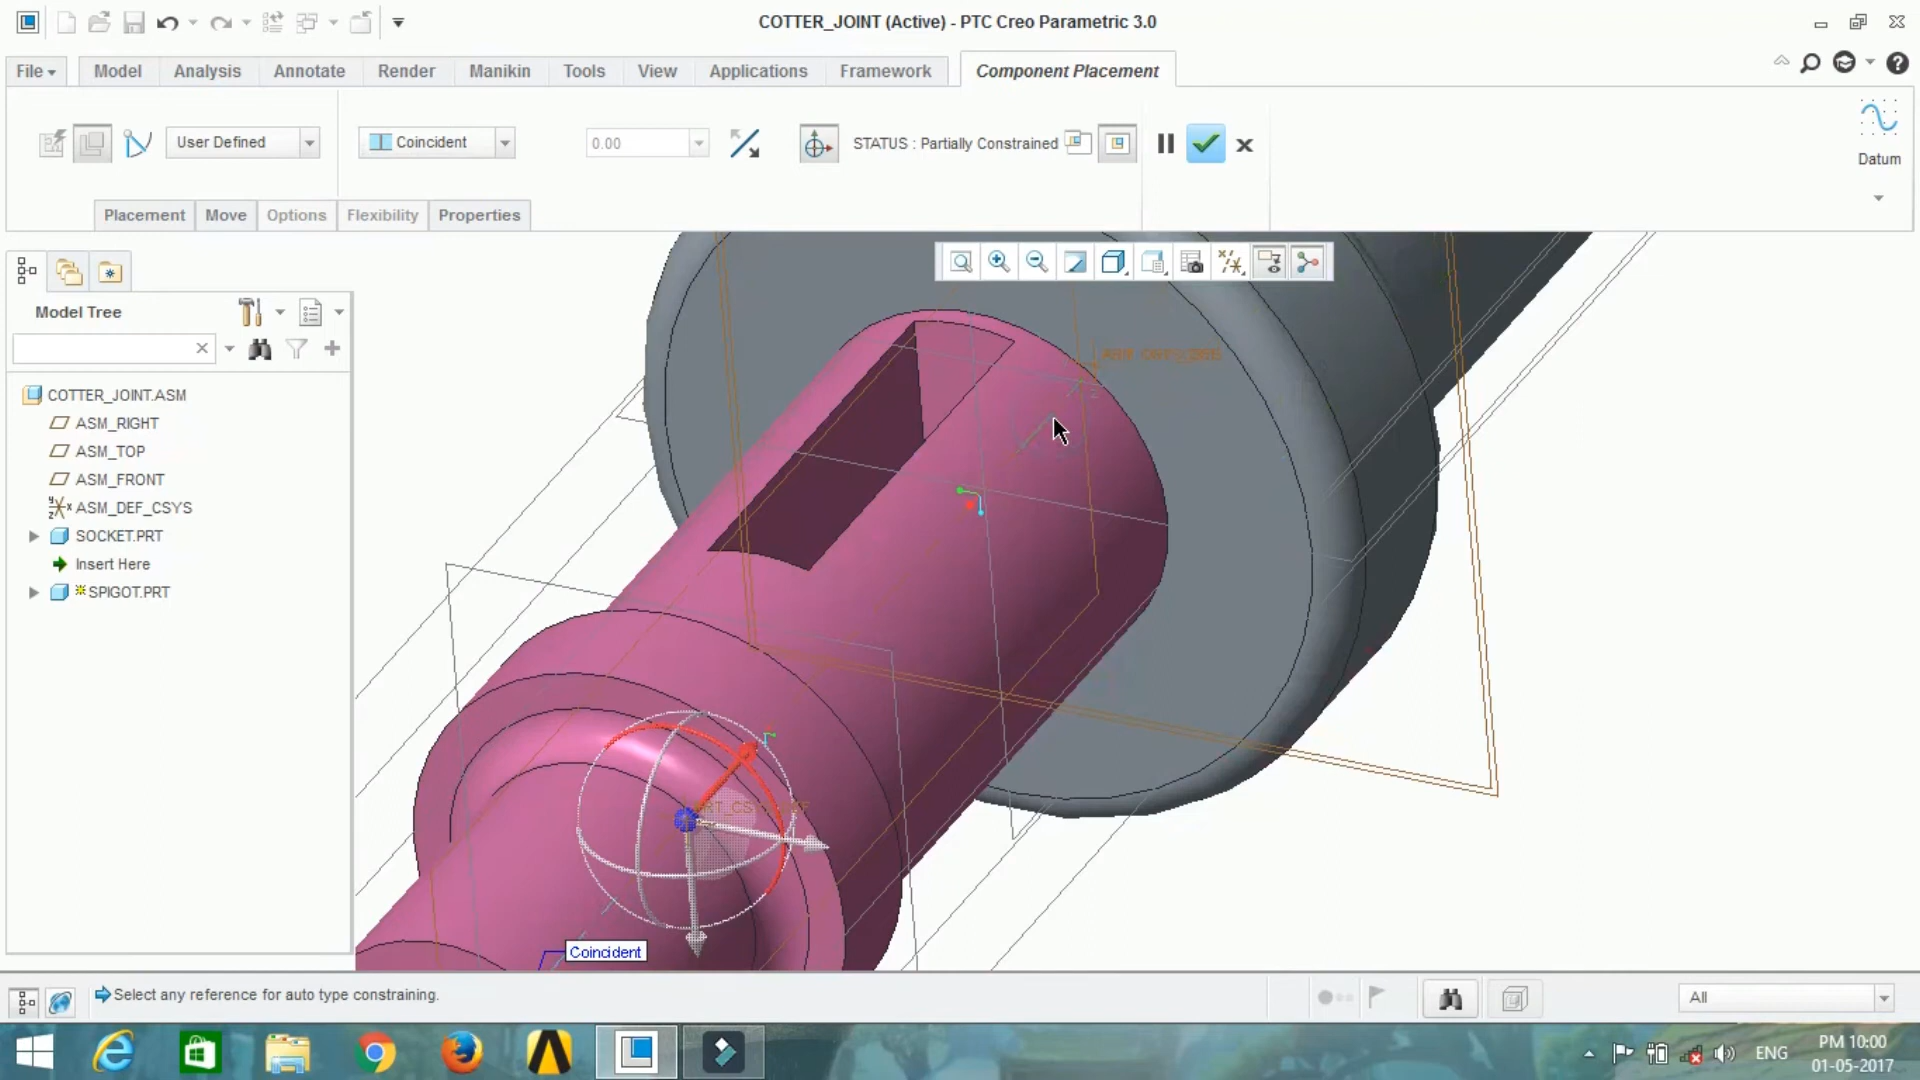 COTTER_JOINT (Active) - PTC Creo Parametric 3.0
File Model Analysis Annotate Render Manikin Tools View Applications Framework Component Placement
User Defined Coincident 0.00 STATUS : Partially Constrained
Datum
Placement Move Options Flexibility Properties
Model Tree
COTTER_JOINT.ASM
ASM_RIGHT
ASM_TOP
ASM_FRONT
ASM_DEF_CSYS
SOCKET.PRT
Insert Here
SPIGOT.PRT
Coincident
Select any reference for auto type constraining.
All
ENG
PM 10:00
01-05-2017